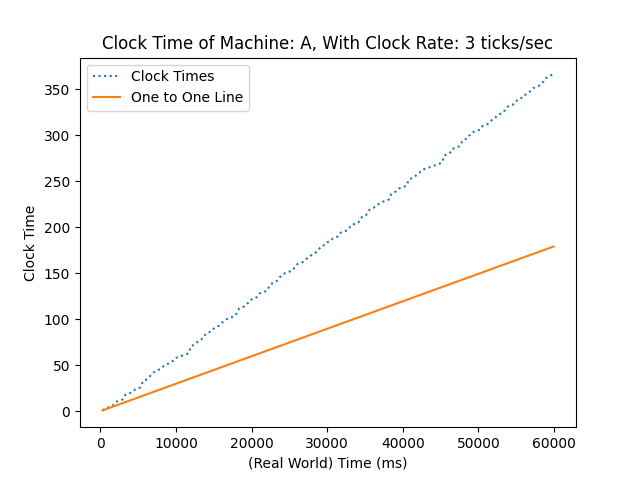 Clock Time of Machine: A, With Clock Rate: 3 ticks/sec
Clock Times
One to One Line
350
300
250
200
150
100
50
0
Clock Time
0 10000 20000 30000 40000 50000 60000
(Real World) Time (ms)